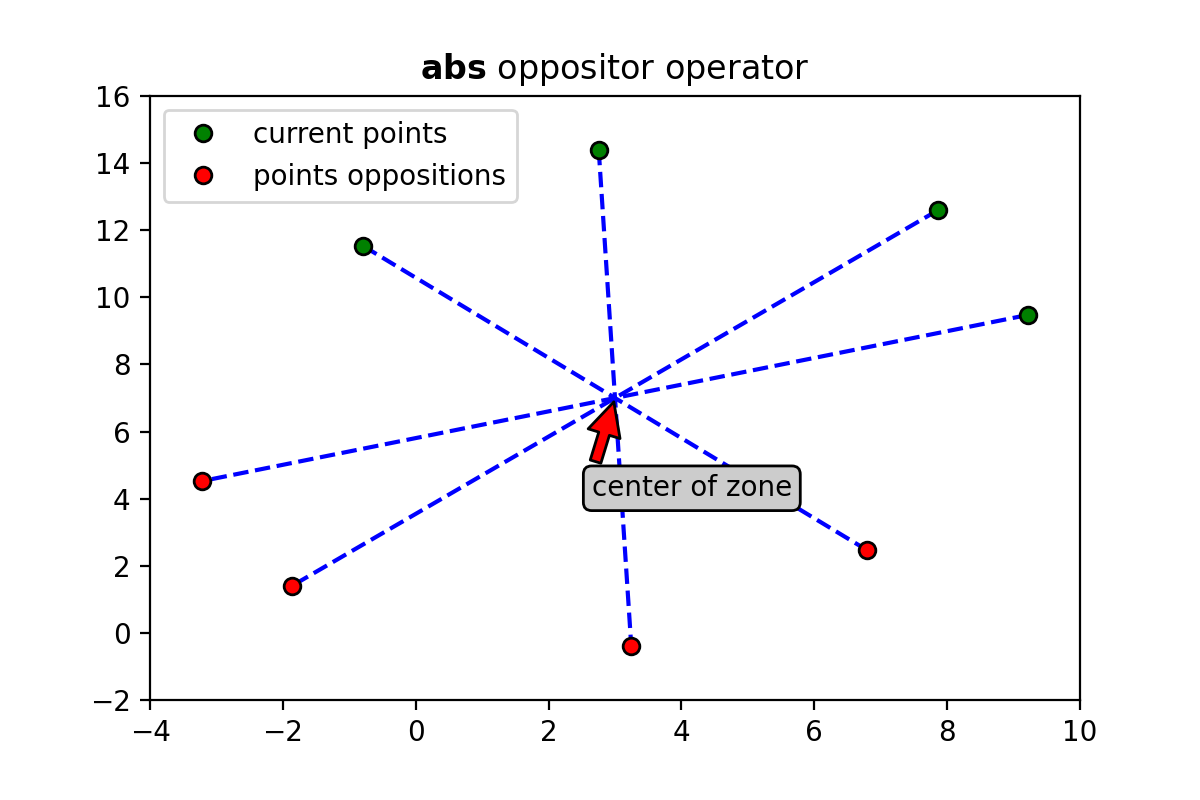 abs oppositor operator
16
14
12
10
8
6
4
2
0
−2
current points
points oppositions
center of zone
−4 −2 0 2 4 6 8 10